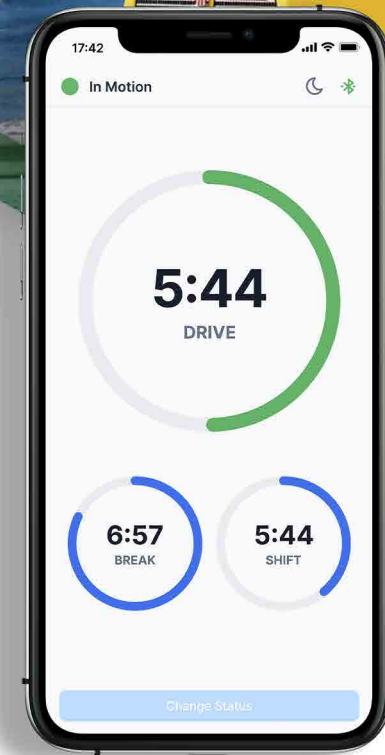 17:42
In Motion
5:44
DRIVE
6:57
BREAK
5:44
SHIFT
Change Status